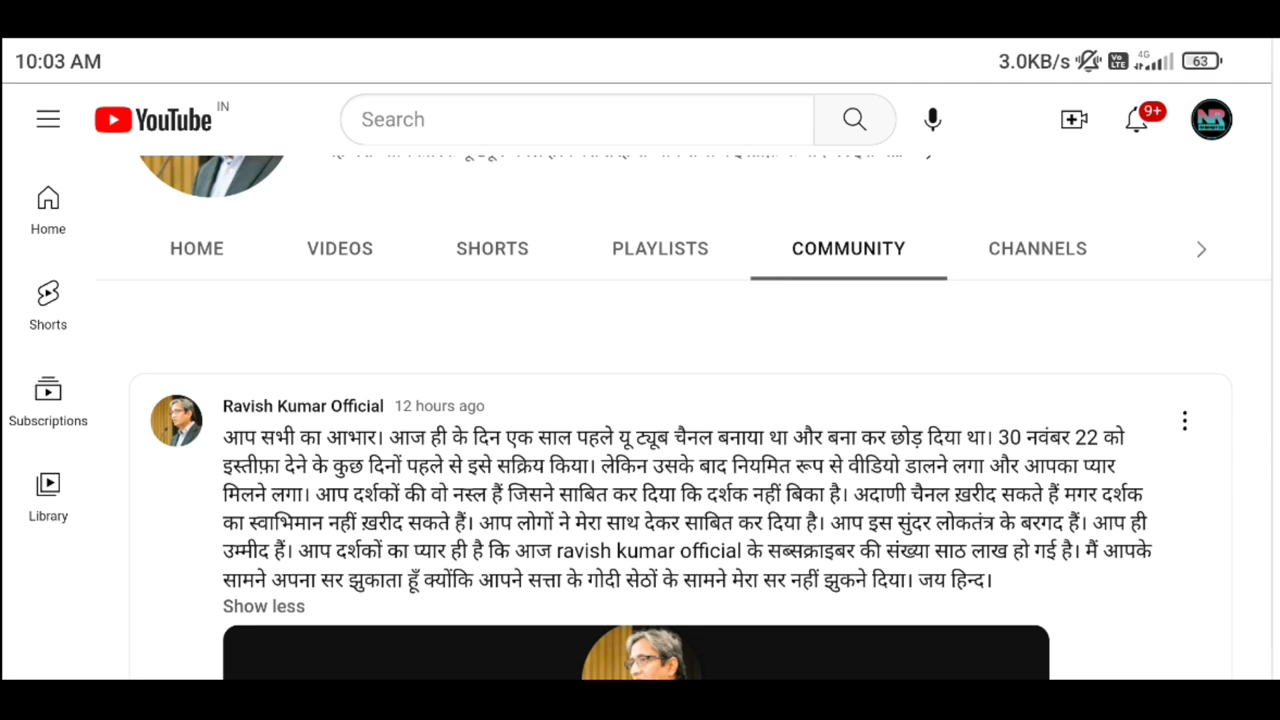 10:03 AM
3.0KB/s Vo LTE 4G 63
YouTube IN
Search
9+
NR
Home
HOME VIDEOS SHORTS PLAYLISTS COMMUNITY CHANNELS
Shorts
Subscriptions
Library
Ravish Kumar Official 12 hours ago
आप सभी का आभार। आज ही के दिन एक साल पहले यू ट्यूब चैनल बनाया था और बना कर छोड़ दिया था। 30 नवंबर 22 को
इस्तीफ़ा देने के कुछ दिनों पहले से इसे सक्रिय किया। लेकिन उसके बाद नियमित रूप से वीडियो डालने लगा और आपका प्यार
मिलने लगा। आप दर्शकों की वो नस्ल हैं जिसने साबित कर दिया कि दर्शक नहीं बिका है। अदाणी चैनल ख़रीद सकते हैं मगर दर्शक
का स्वाभिमान नहीं ख़रीद सकते हैं। आप लोगों ने मेरा साथ देकर साबित कर दिया है। आप इस सुंदर लोकतंत्र के बरगद हैं। आप ही
उम्मीद हैं। आप दर्शकों का प्यार ही है कि आज ravish kumar official के सब्सक्राइबर की संख्या साठ लाख हो गई है। मैं आपके
सामने अपना सर झुकाता हूँ क्योंकि आपने सत्ता के गोदी सेठों के सामने मेरा सर नहीं झुकने दिया। जय हिन्द।
Show less